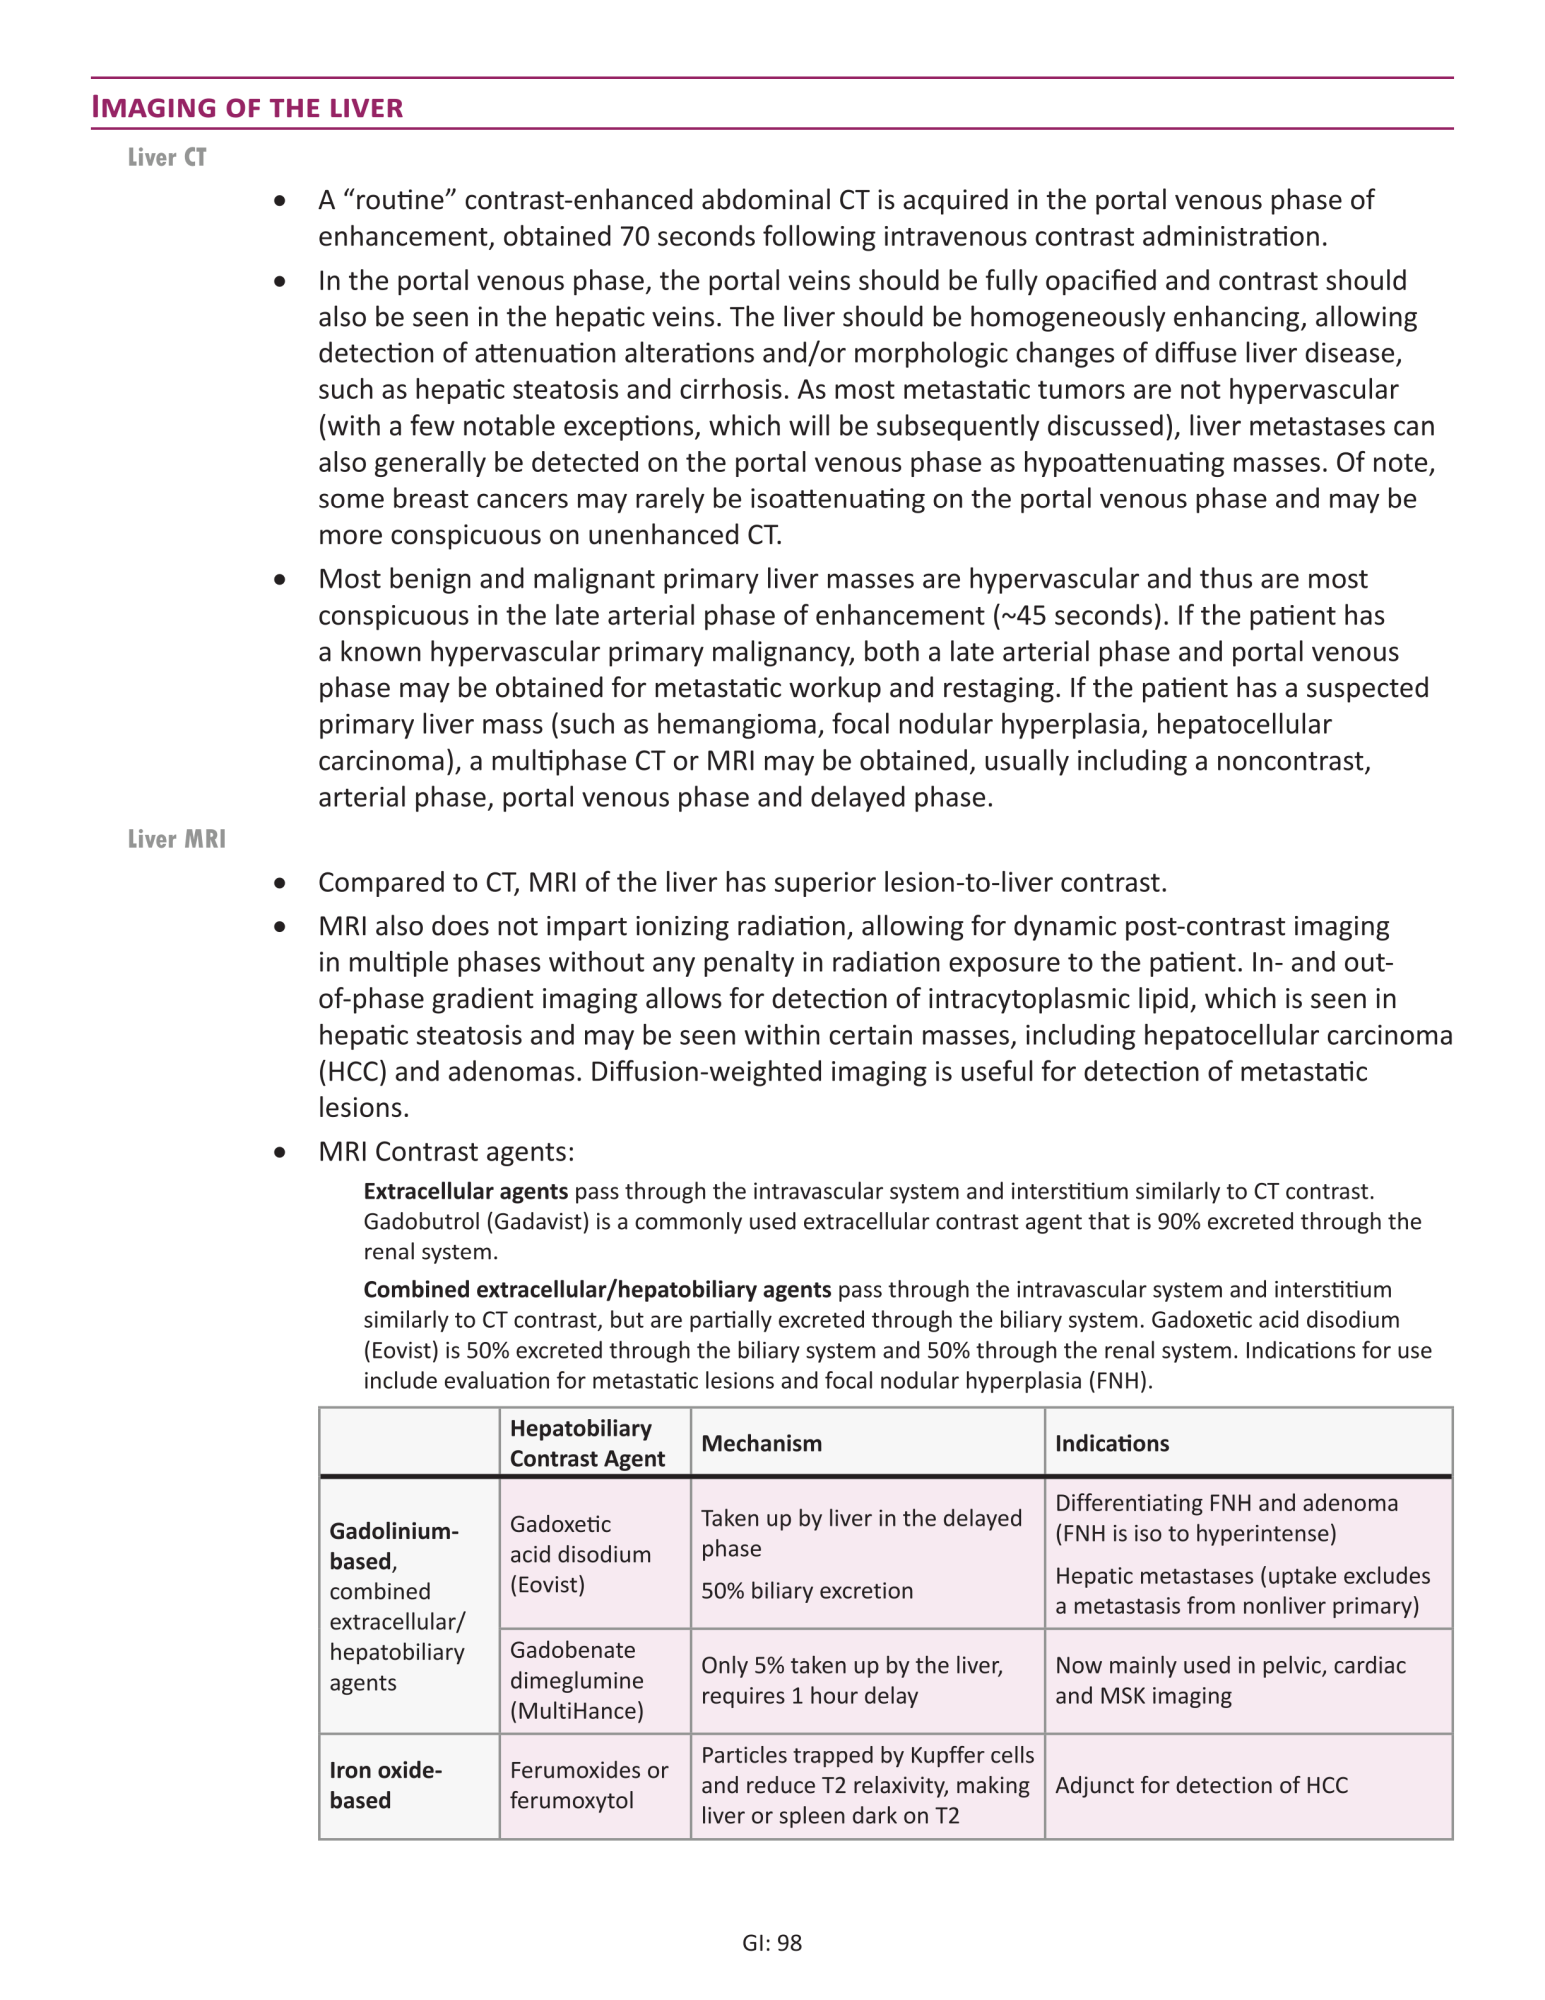 Imaging of the liver
Liver CT
• A “routine” contrast-enhanced abdominal CT is acquired in the portal venous phase of
enhancement, obtained 70 seconds following intravenous contrast administration.
• In the portal venous phase, the portal veins should be fully opacified and contrast should
also be seen in the hepatic veins. The liver should be homogeneously enhancing, allowing
detection of attenuation alterations and/or morphologic changes of diffuse liver disease,
such as hepatic steatosis and cirrhosis. As most metastatic tumors are not hypervascular
(with a few notable exceptions, which will be subsequently discussed), liver metastases can
also generally be detected on the portal venous phase as hypoattenuating masses. Of note,
some breast cancers may rarely be isoattenuating on the portal venous phase and may be
more conspicuous on unenhanced CT.
• Most benign and malignant primary liver masses are hypervascular and thus are most
conspicuous in the late arterial phase of enhancement (~45 seconds). If the patient has
a known hypervascular primary malignancy, both a late arterial phase and portal venous
phase may be obtained for metastatic workup and restaging. If the patient has a suspected
primary liver mass (such as hemangioma, focal nodular hyperplasia, hepatocellular
carcinoma), a multiphase CT or MRI may be obtained, usually including a noncontrast,
arterial phase, portal venous phase and delayed phase.
Liver MRI
• Compared to CT, MRI of the liver has superior lesion-to-liver contrast.
• MRI also does not impart ionizing radiation, allowing for dynamic post-contrast imaging
in multiple phases without any penalty in radiation exposure to the patient. In- and out-
of-phase gradient imaging allows for detection of intracytoplasmic lipid, which is seen in
hepatic steatosis and may be seen within certain masses, including hepatocellular carcinoma
(HCC) and adenomas. Diffusion-weighted imaging is useful for detection of metastatic
lesions.
• MRI Contrast agents:
Extracellular agents pass through the intravascular system and interstitium similarly to CT contrast.
Gadobutrol (Gadavist) is a commonly used extracellular contrast agent that is 90% excreted through the
renal system.
Combined extracellular/hepatobiliary agents pass through the intravascular system and interstitium
similarly to CT contrast, but are partially excreted through the biliary system. Gadoxetic acid disodium
(Eovist) is 50% excreted through the biliary system and 50% through the renal system. Indications for use
include evaluation for metastatic lesions and focal nodular hyperplasia (FNH).
Hepatobiliary
Contrast Agent
Mechanism
Indications
Gadolinium-
based,
combined
extracellular/
hepatobiliary
agents
Gadoxetic
acid disodium
(Eovist)
Taken up by liver in the delayed
phase
50% biliary excretion
Differentiating FNH and adenoma
(FNH is iso to hyperintense)
Hepatic metastases (uptake excludes
a metastasis from nonliver primary)
Gadobenate
dimeglumine
(MultiHance)
Only 5% taken up by the liver,
requires 1 hour delay
Now mainly used in pelvic, cardiac
and MSK imaging
Iron oxide-
based
Ferumoxides or
ferumoxytol
Particles trapped by Kupffer cells
and reduce T2 relaxivity, making
liver or spleen dark on T2
Adjunct for detection of HCC
GI: 98